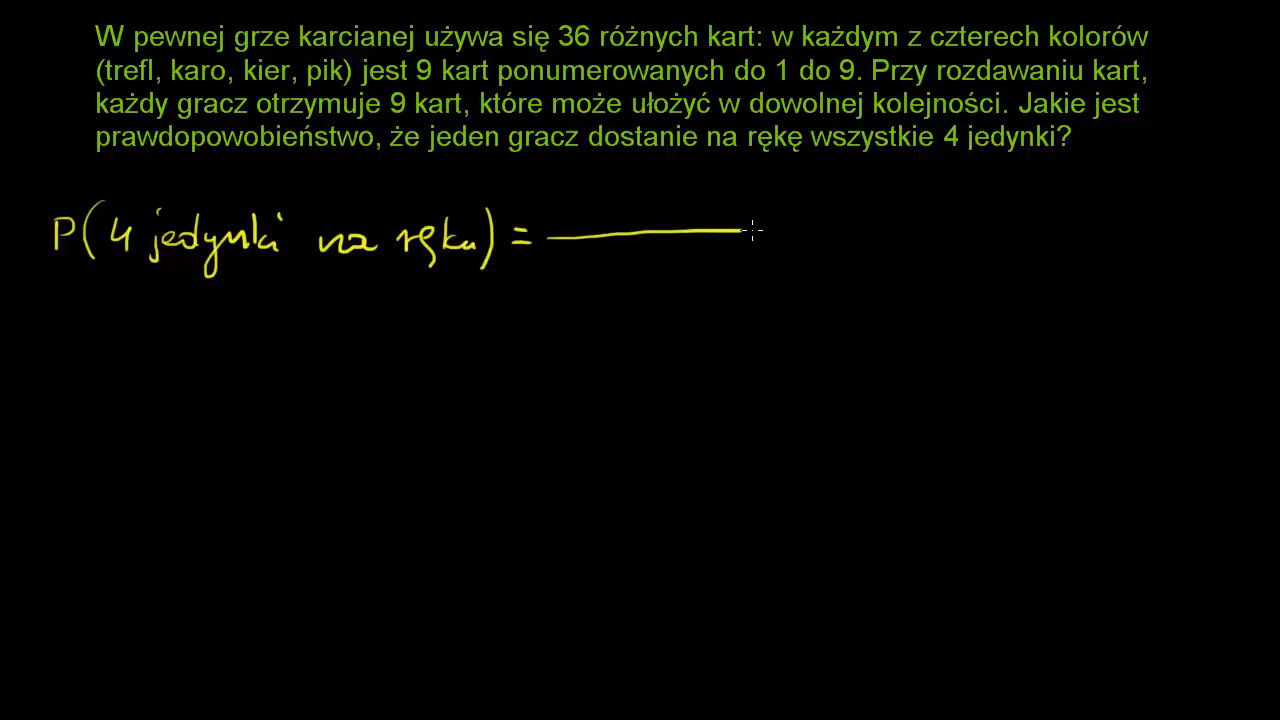 W pewnej grze karcianej używa się 36 różnych kart: w każdym z czterech kolorów
(trefl, karo, kier, pik) jest 9 kart ponumerowanych do 1 do 9. Przy rozdawaniu kart,
każdy gracz otrzymuje 9 kart, które może ułożyć w dowolnej kolejności. Jakie jest
prawdopowobieństwo, że jeden gracz dostanie na rękę wszystkie 4 jedynki?
P(4 jedynki na ręku) =